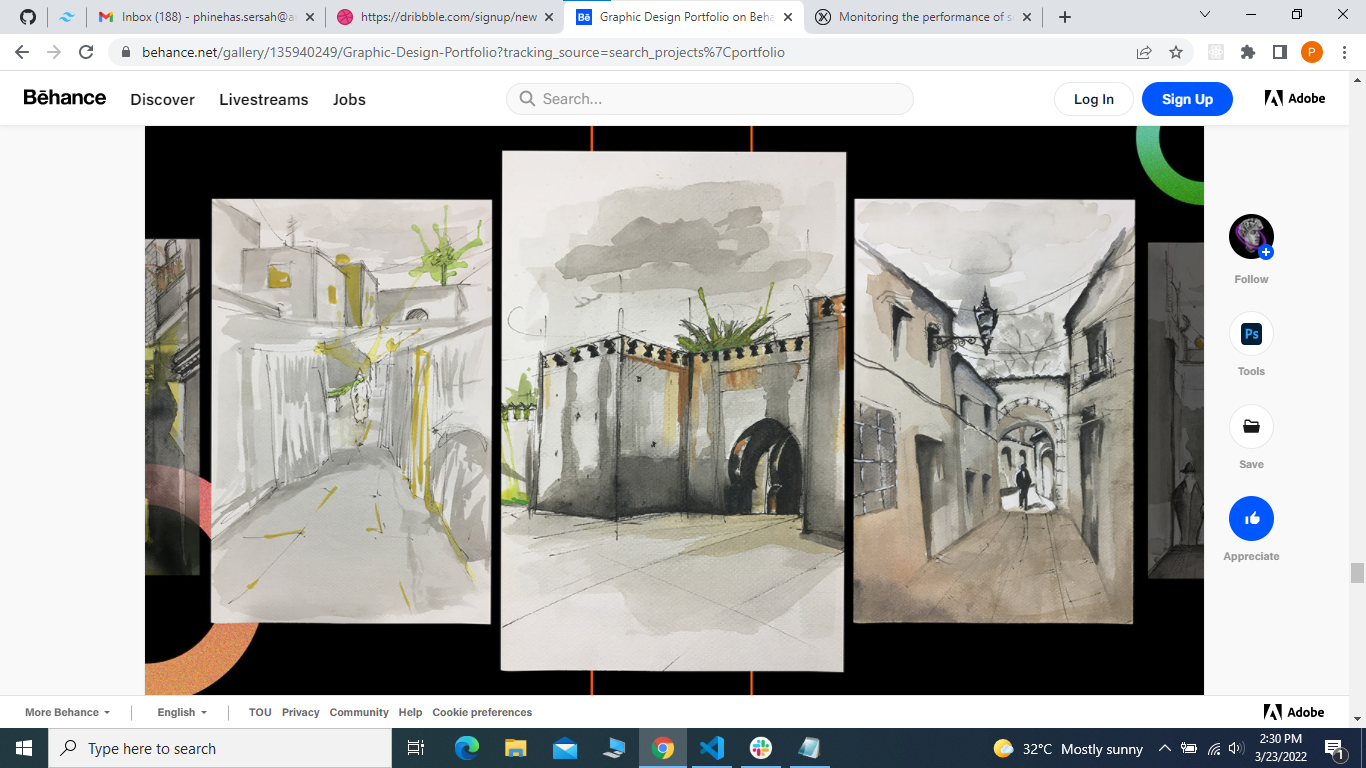 Inbox (188) - phinehas.sersah@a
https://dribbble.com/signup/new
Bē
Graphic Design Portfolio on Beha
Monitoring the performance of s
behance.net/gallery/135940249/Graphic-Design-Portfolio?tracking_source=search_projects%7Cportfolio
P
Bēhance
Discover
Livestreams
Jobs
Search...
Log In
Sign Up
Adobe
Follow
Ps
Tools
Save
Appreciate
More Behance
English
TOU
Privacy
Community
Help
Cookie preferences
Adobe
Type here to search
32°C Mostly sunny
2:30 PM
3/23/2022
1